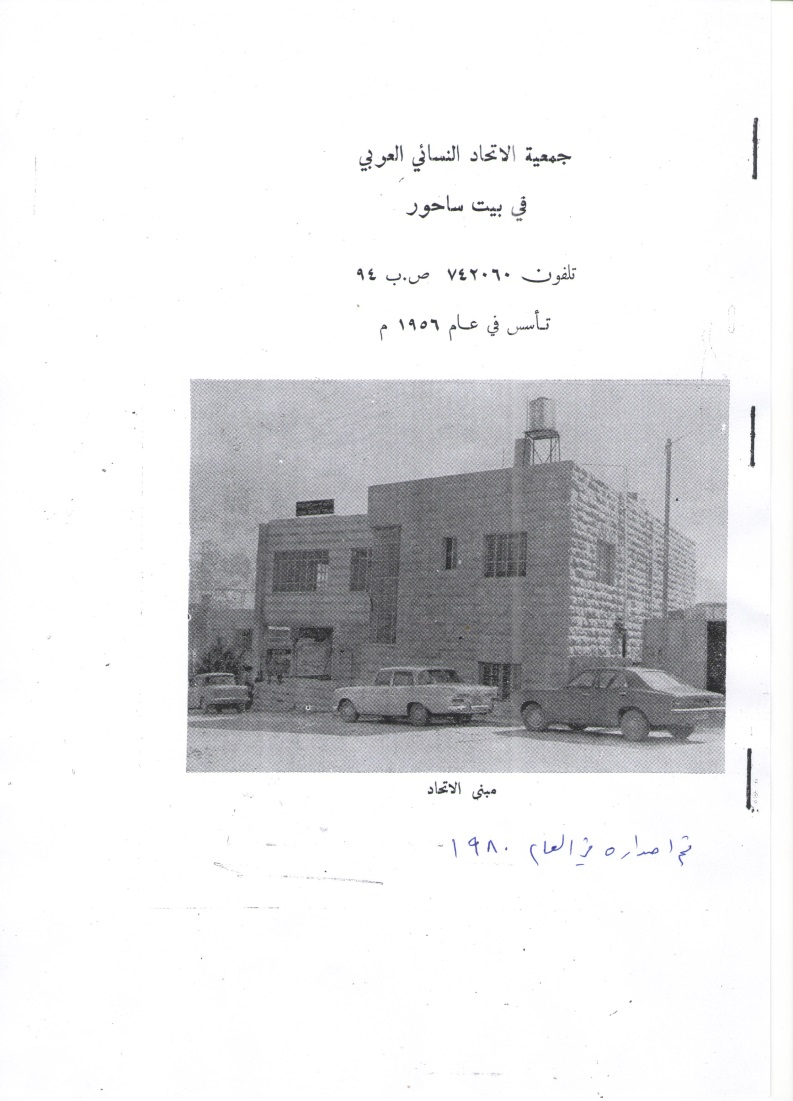 جمعية الاتحاد النسائي العربي
في بيت ساحور
تلفون ٧٤٢٠٦٠ ص.ب ٩٤
تأسس في عام ١٩٥٦ م
مبنى الاتحاد
تم اصداره في العام ١٩٨٠